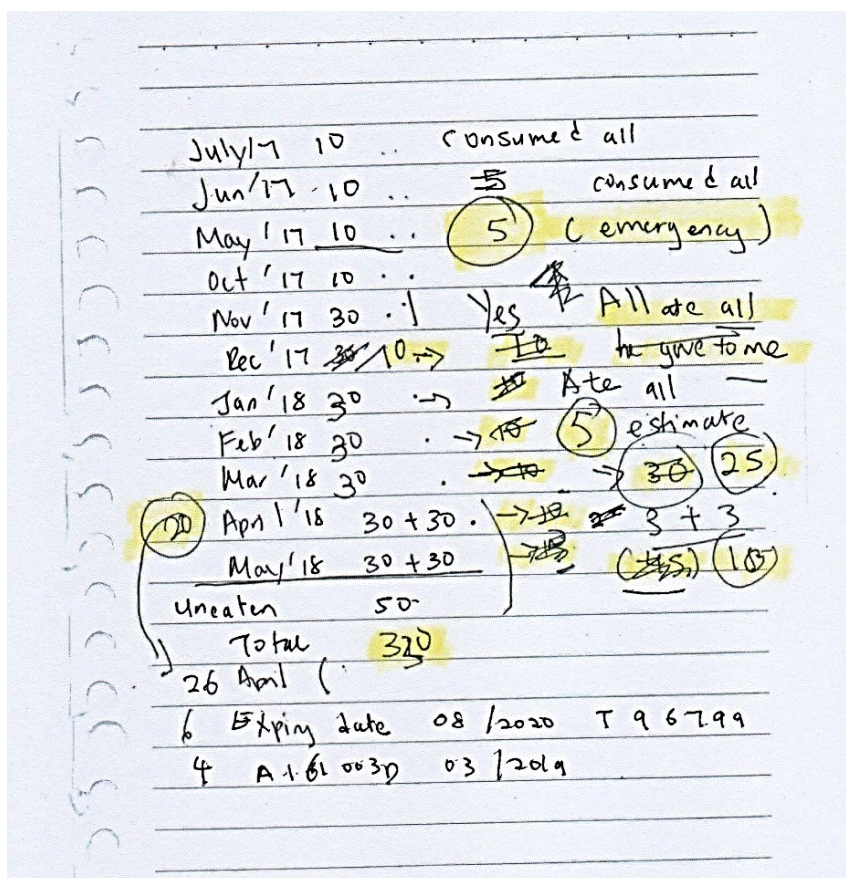 July/17 10 .. Consumed all
Jun'17 10 .. 5 consumed all
May '17 10 .. 5 (emergency)
Oct '17 10 ..
Nov '17 30 . Yes All ate all
Dec '17 30/10 → 10 he give to me
Jan '18 30 . → Ate all —
Feb '18 30 . → 10 5 estimate
Mar '18 30 . → 10 → 30 25
20 April '18 30 + 30 . → 10 3 + 3
May '18 30 + 30 →
uneaten 50
Total
26 April (
6 Expiry date 08/2020 T 96799
4 03/2019